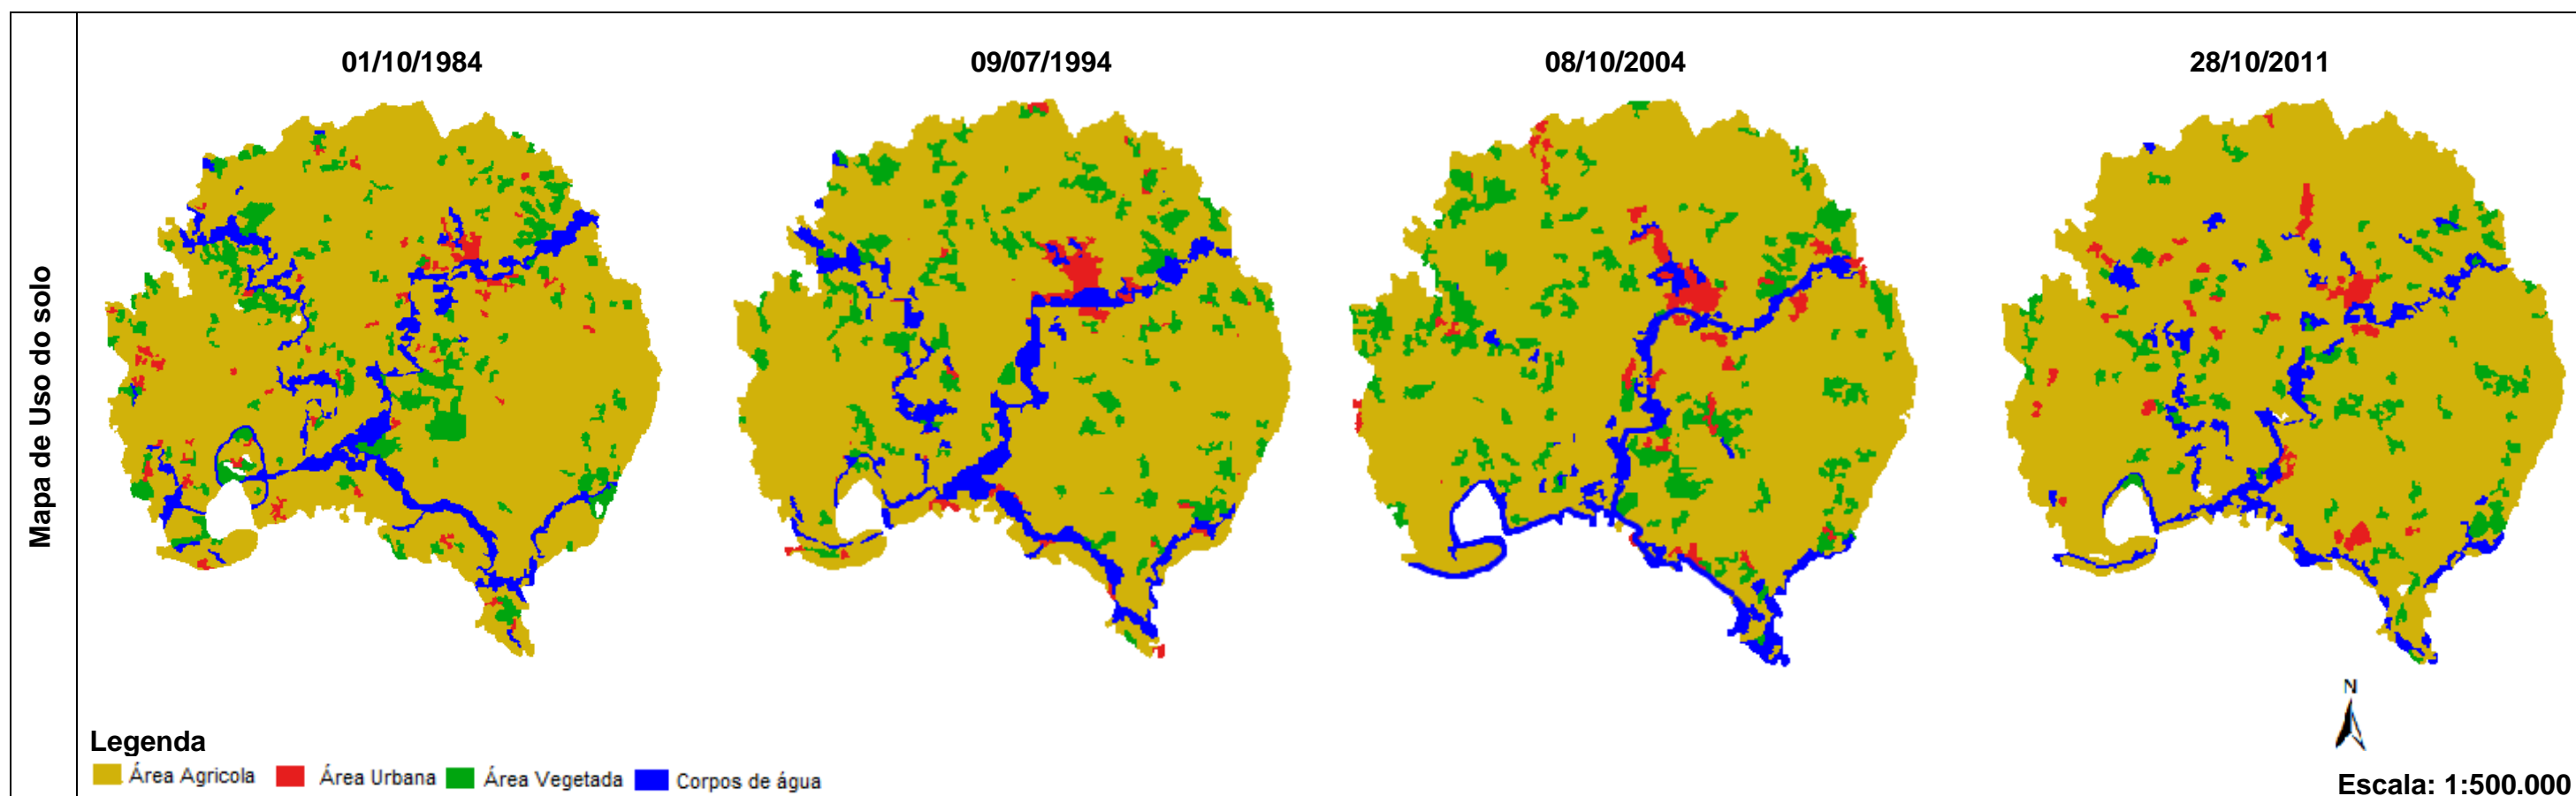 Mapa de Uso do solo
01/10/1984
09/07/1994
08/10/2004
28/10/2011
N
Legenda
Área Agricola
Área Urbana
Área Vegetada
Corpos de água
Escala: 1:500.000